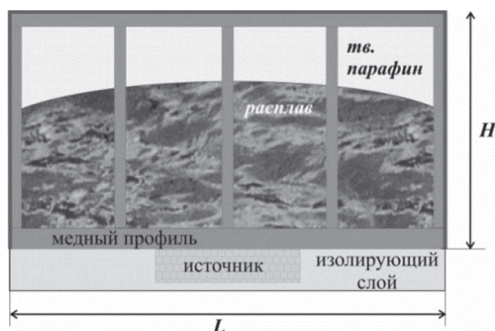 тв.
парафин
расплав
H
медный профиль
источник
изолирующий
слой
L